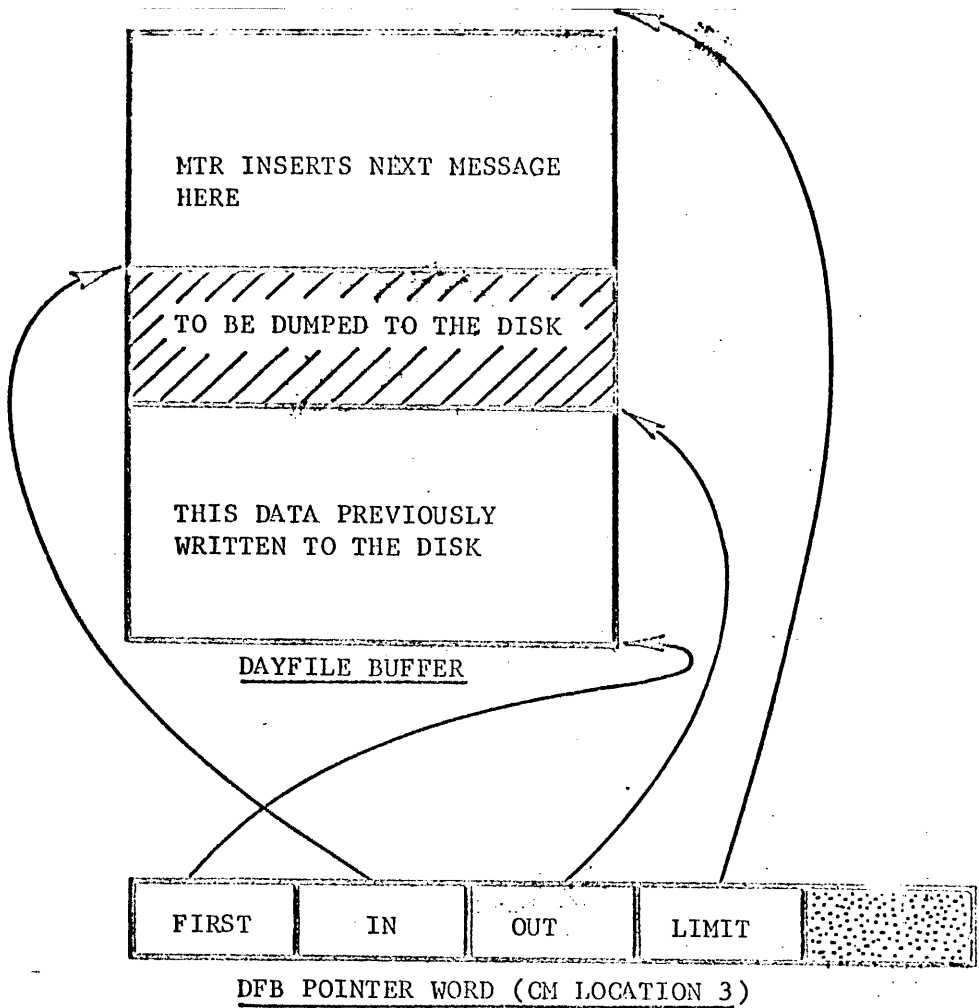 MTR INSERTS NEXT MESSAGE
HERE
TO BE DUMPED TO THE DISK
THIS DATA PREVIOUSLY
WRITTEN TO THE DISK
DAYFILE BUFFER
FIRST
IN
OUT
LIMIT
DFB POINTER WORD (CM LOCATION 3)